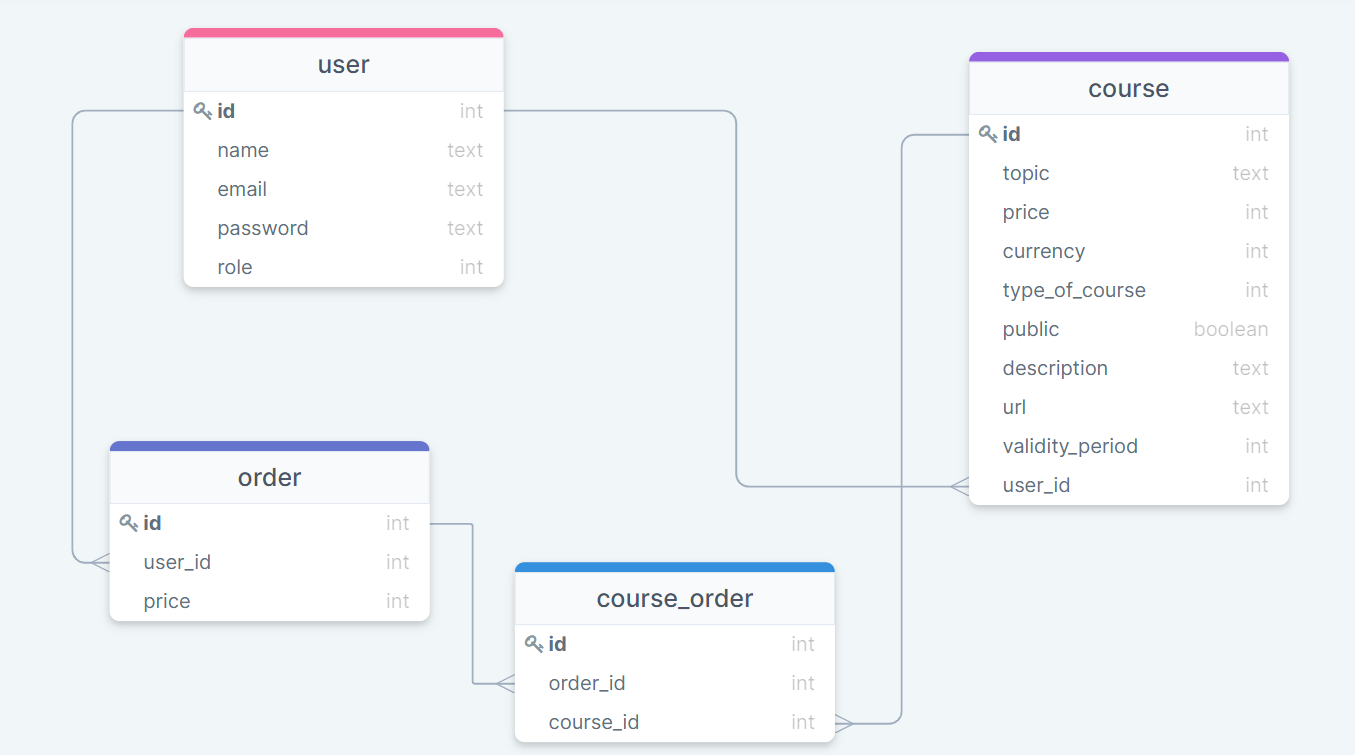 user
id int
name text
email text
password text
role int
course
id int
topic text
price int
currency int
type_of_course int
public boolean
description text
url text
validity_period int
user_id int
order
id int
user_id int
price int
course_order
id int
order_id int
course_id int